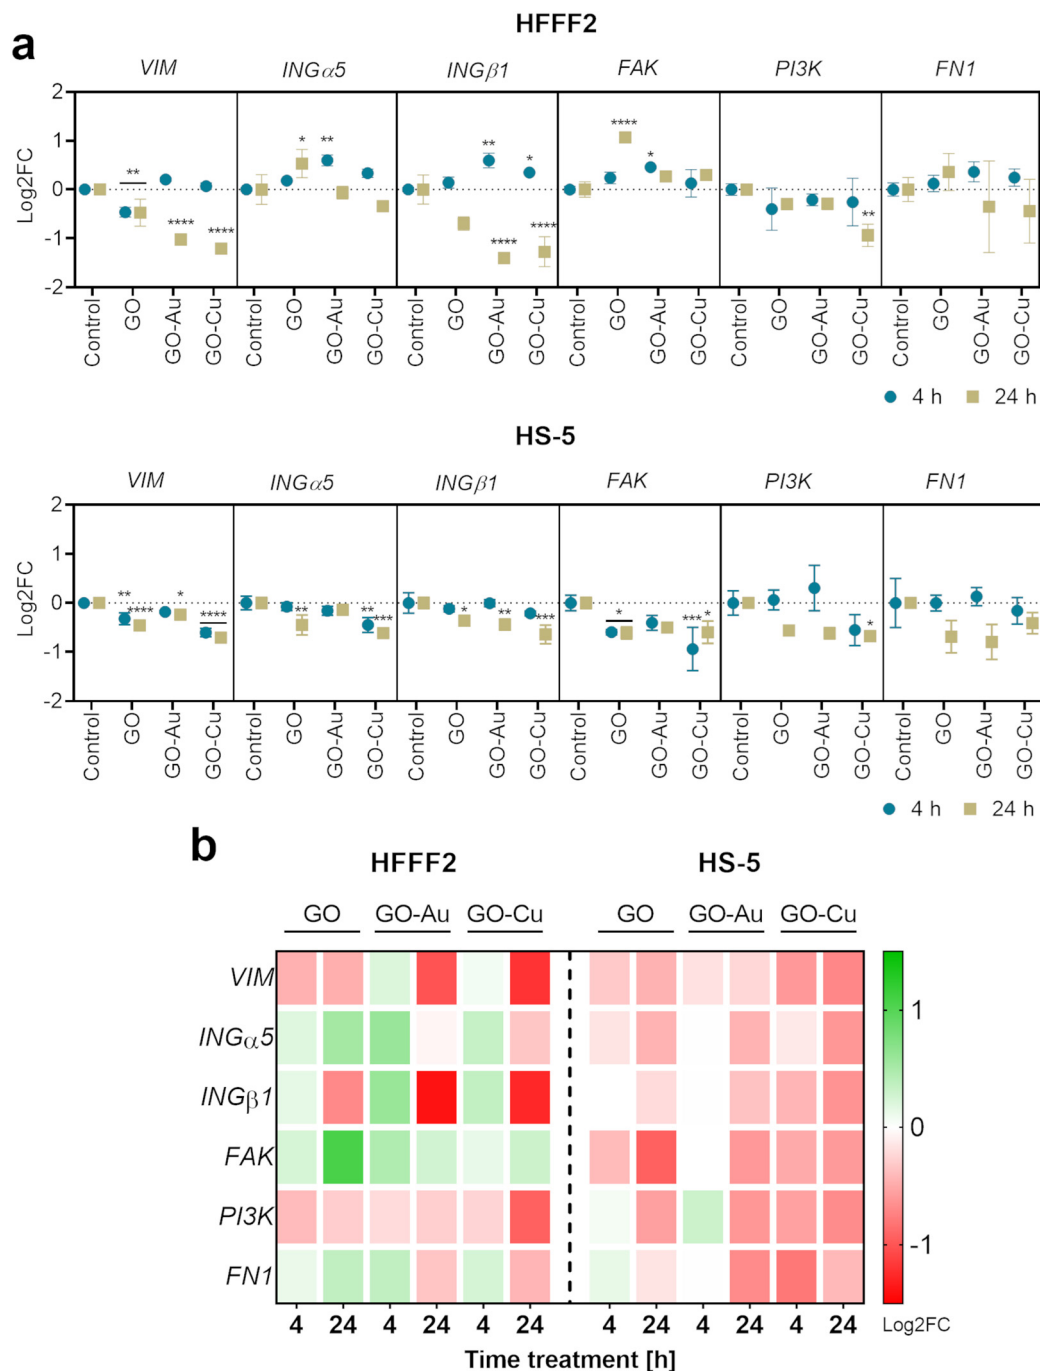 a
HFFF2
VIM INGα5 INGβ1 FAK PI3K FN1
Log2FC
2
1
0
-1
-2
** **** **** * ** ** **** * **** **** * **
Control GO GO-Au GO-Cu Control GO GO-Au GO-Cu Control GO GO-Au GO-Cu Control GO GO-Au GO-Cu Control GO GO-Au GO-Cu Control GO GO-Au GO-Cu
4 h 24 h
HS-5
VIM INGα5 INGβ1 FAK PI3K FN1
Log2FC
2
1
0
-1
-2
** **** * **** ** ** *** * ** *** * *** * *
Control GO GO-Au GO-Cu Control GO GO-Au GO-Cu Control GO GO-Au GO-Cu Control GO GO-Au GO-Cu Control GO GO-Au GO-Cu Control GO GO-Au GO-Cu
4 h 24 h
b
HFFF2 HS-5
GO GO-Au GO-Cu GO GO-Au GO-Cu
VIM
INGα5
INGβ1
FAK
PI3K
FN1
1
0
-1
Log2FC
4 24 4 24 4 24 4 24 4 24 4 24
Time treatment [h]